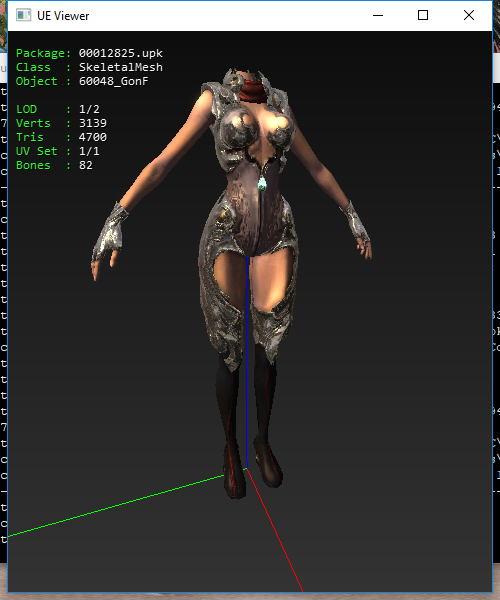 UE Viewer
Package: 00012825.upk
Class : SkeletalMesh
Object : 60048_GonF
LOD : 1/2
Verts : 3139
Tris : 4700
UV Set : 1/1
Bones : 82